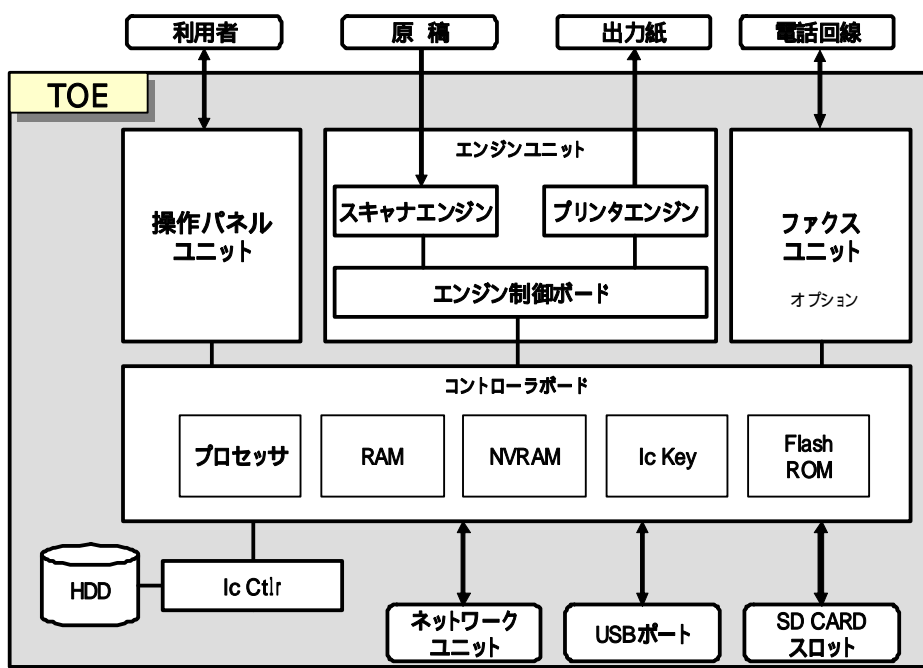 利用者
原 稿
出力紙
電話回線
TOE
操作パネル
ユニット
エンジンユニット
スキャナエンジン
プリンタエンジン
エンジン制御ボード
ファクス
ユニット
オプション
コントローラボード
プロセッサ
RAM
NVRAM
Ic Key
Flash
ROM
HDD
Ic Ctlr
ネットワーク
ユニット
USBポート
SD CARD
スロット